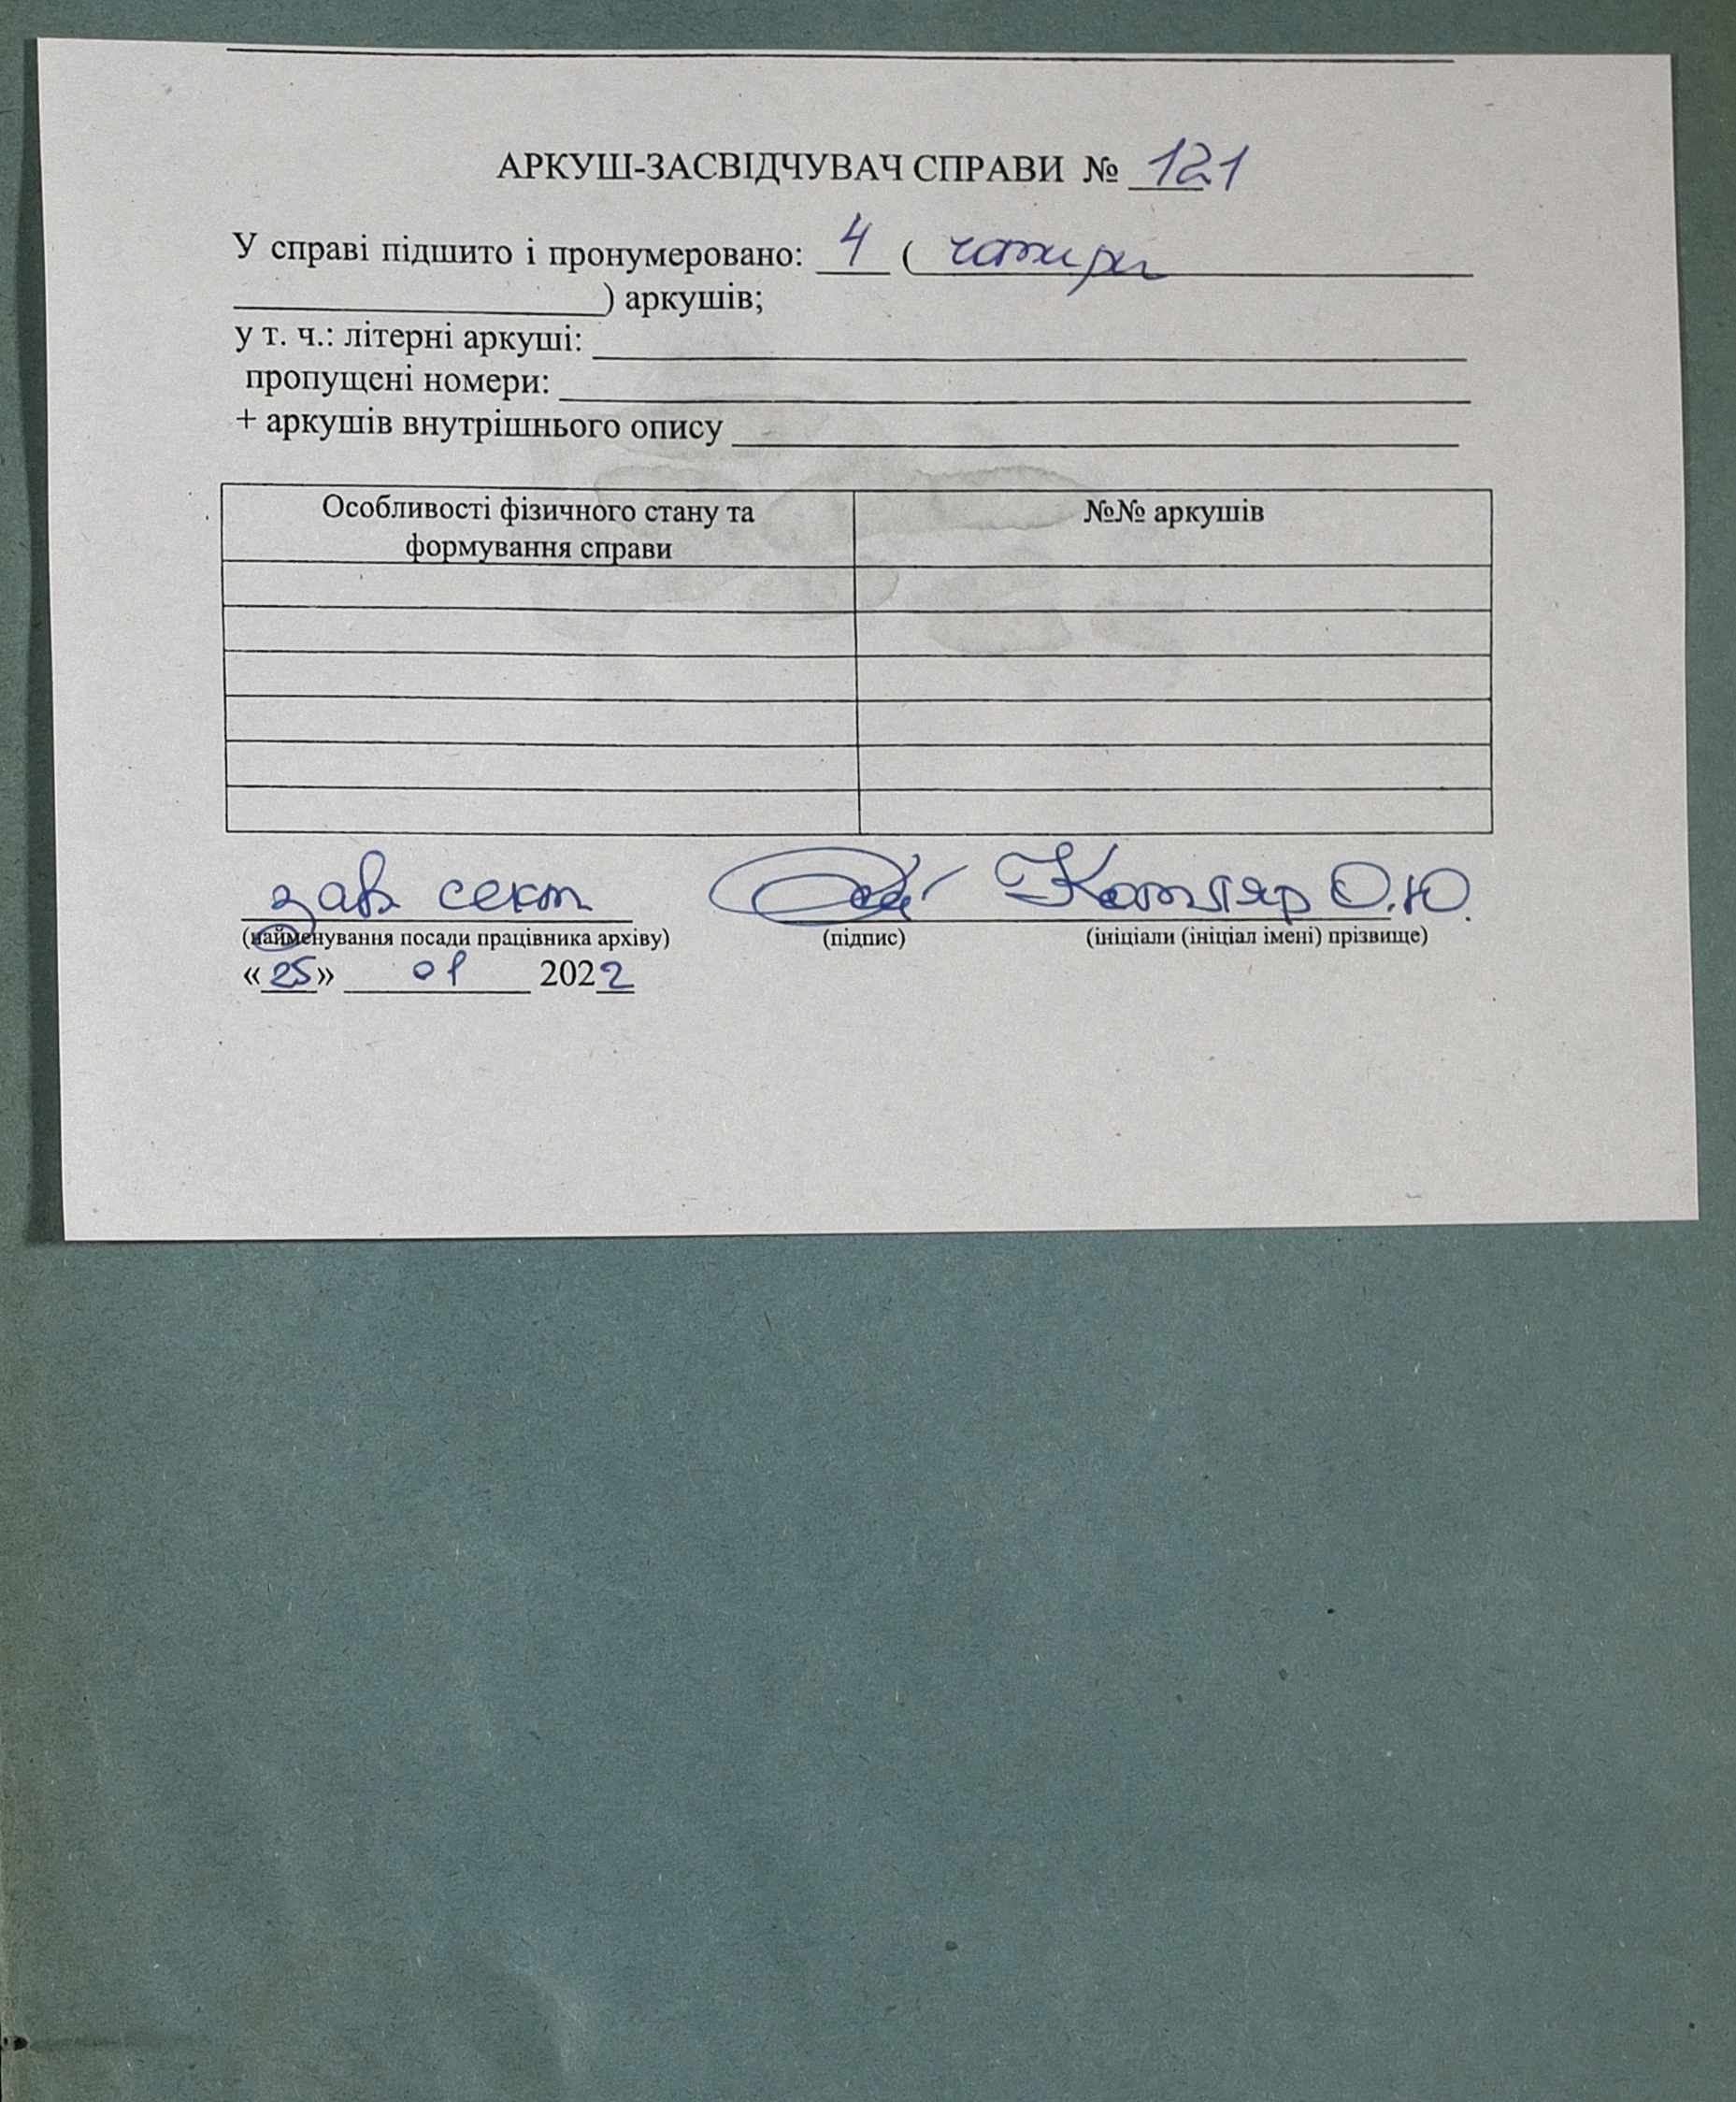 АРКУШ-ЗАСВІДЧУВАЧ СПРАВИ № 121
У справі підшито і пронумеровано: 4 ( чотири
) аркушів;
у т. ч.: літерні аркуші:
пропущені номери:
+ аркушів внутрішнього опису
Особливості фізичного стану та
формування справи
№№ аркушів
зав сект Котляр О.Ю.
(найменування посади працівника архіву) (підпис) (ініціали (ініціал імені) прізвище)
«25» 01 2022